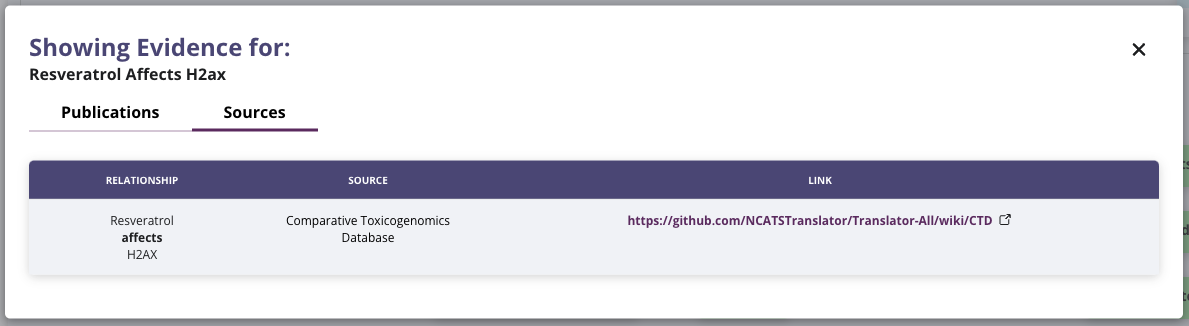 Showing Evidence for:
Resveratrol Affects H2ax
Publications
Sources
RELATIONSHIP
SOURCE
LINK
Resveratrol
affects
H2AX
Comparative Toxicogenomics
Database
https://github.com/NCATSTranslator/Translator-All/wiki/CTD